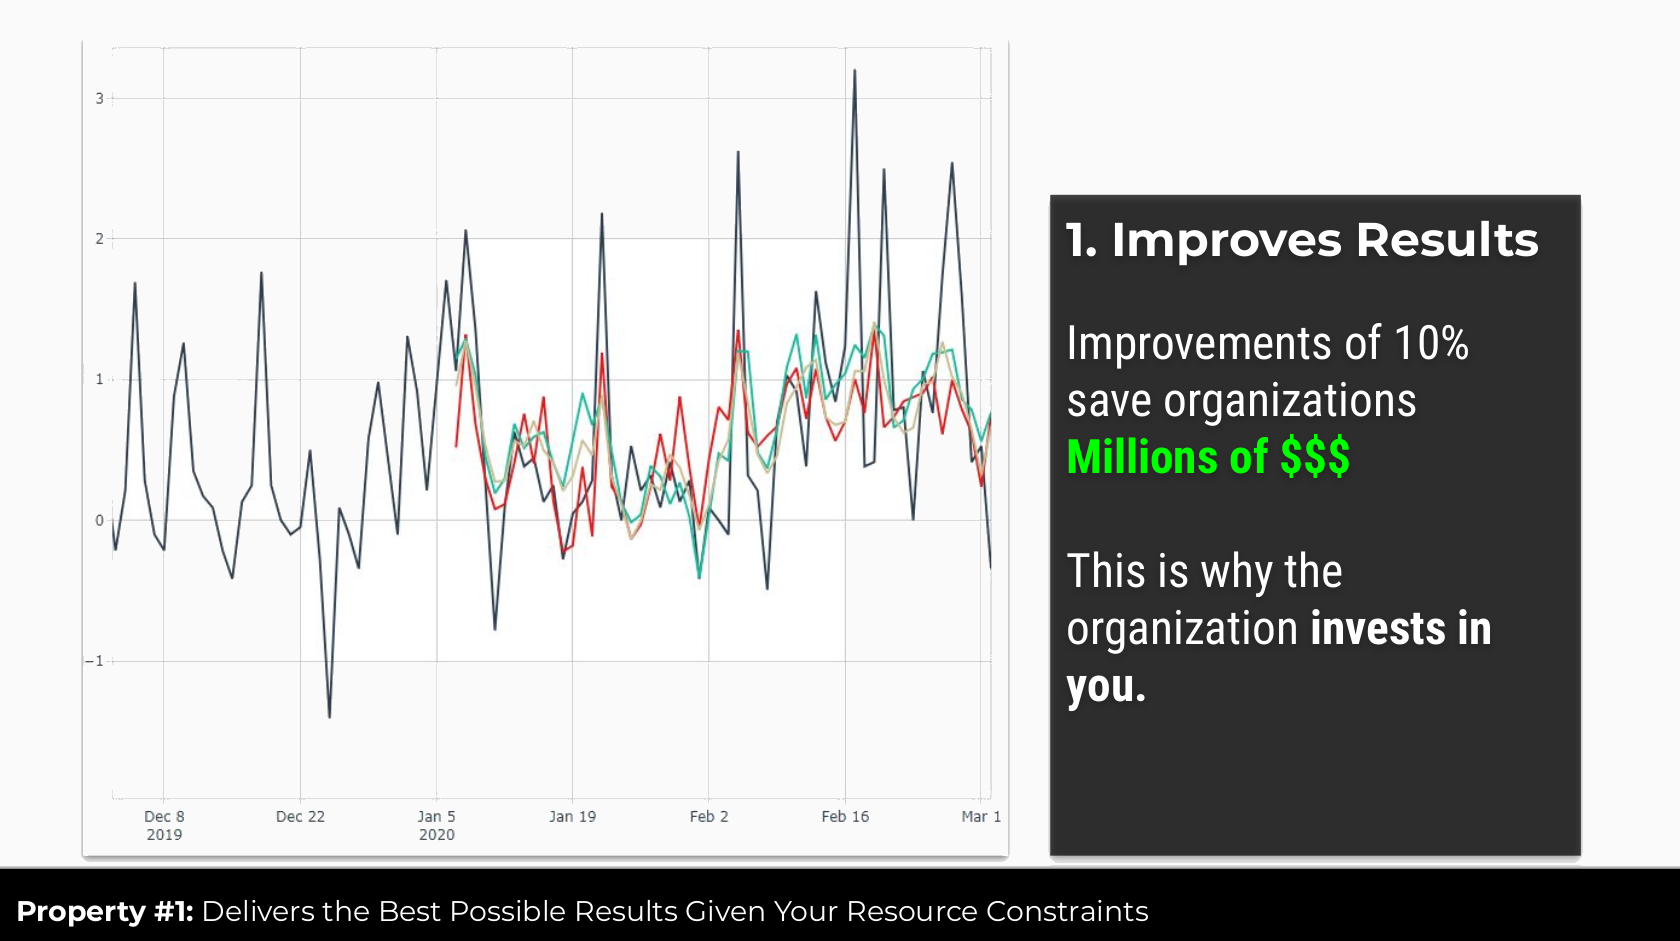 3
2
1
0
−1
Dec 8
2019
Dec 22
Jan 5
2020
Jan 19
Feb 2
Feb 16
Mar 1
1. Improves Results
Improvements of 10%
save organizations
Millions of $$$
This is why the
organization invests in
you.
Property #1: Delivers the Best Possible Results Given Your Resource Constraints